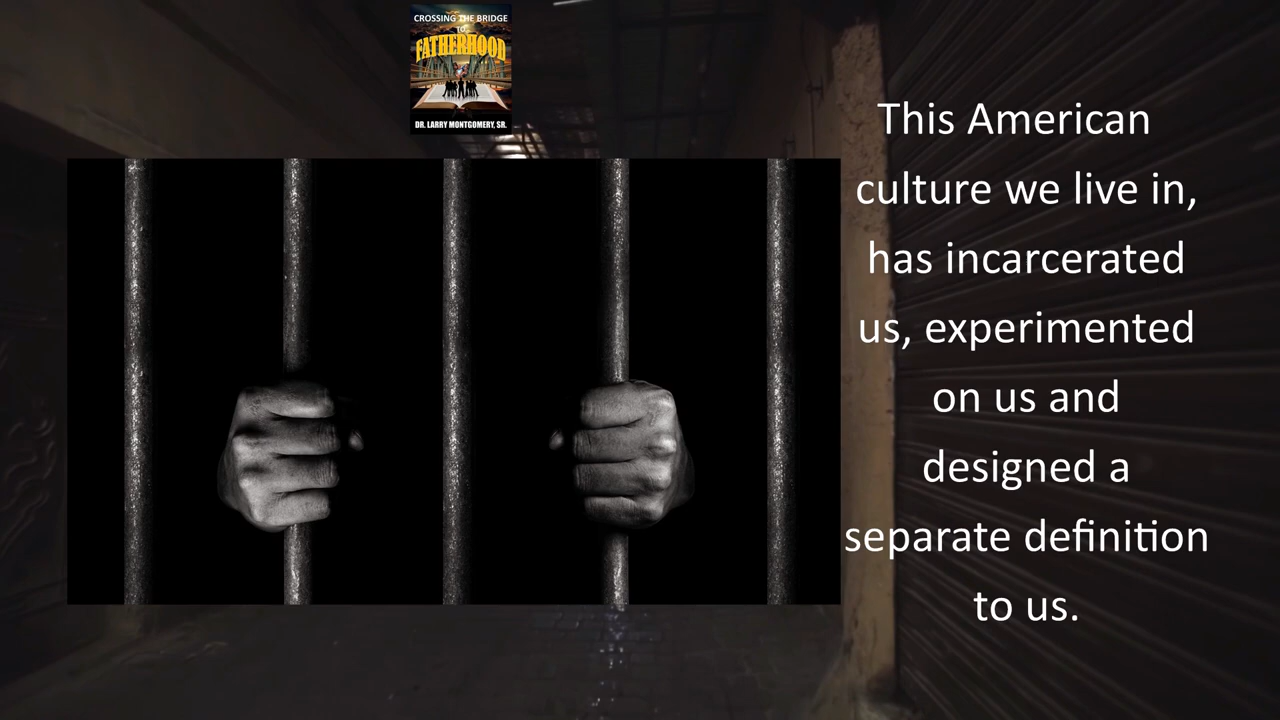 CROSSING THE BRIDGE
TO
FATHERHOOD
DR. LARRY MONTGOMERY, SR.
This American
culture we live in,
has incarcerated
us, experimented
on us and
designed a
separate definition
to us.